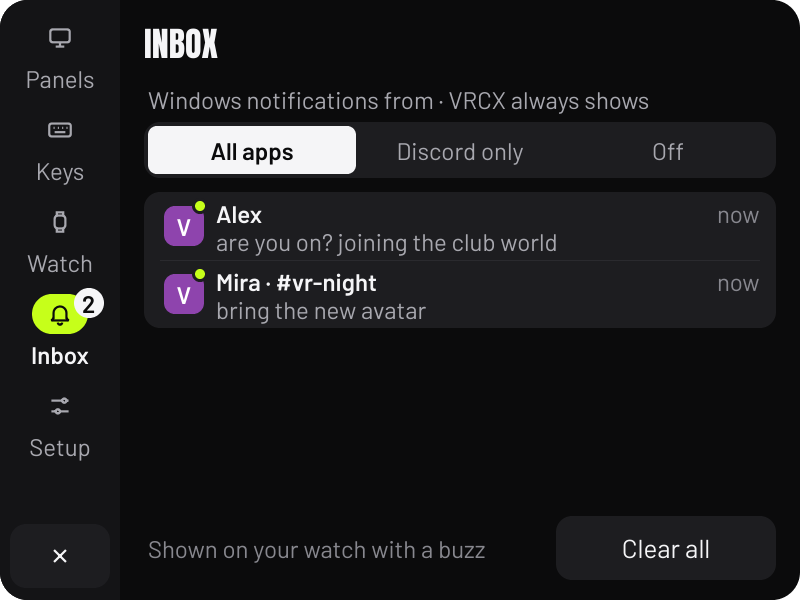 Panels
Keys
Watch
2
Inbox
Setup
×
INBOX
Windows notifications from · VRCX always shows
All apps
Discord only
Off
V
Alex
now
are you on? joining the club world
V
Mira · #vr-night
now
bring the new avatar
Shown on your watch with a buzz
Clear all